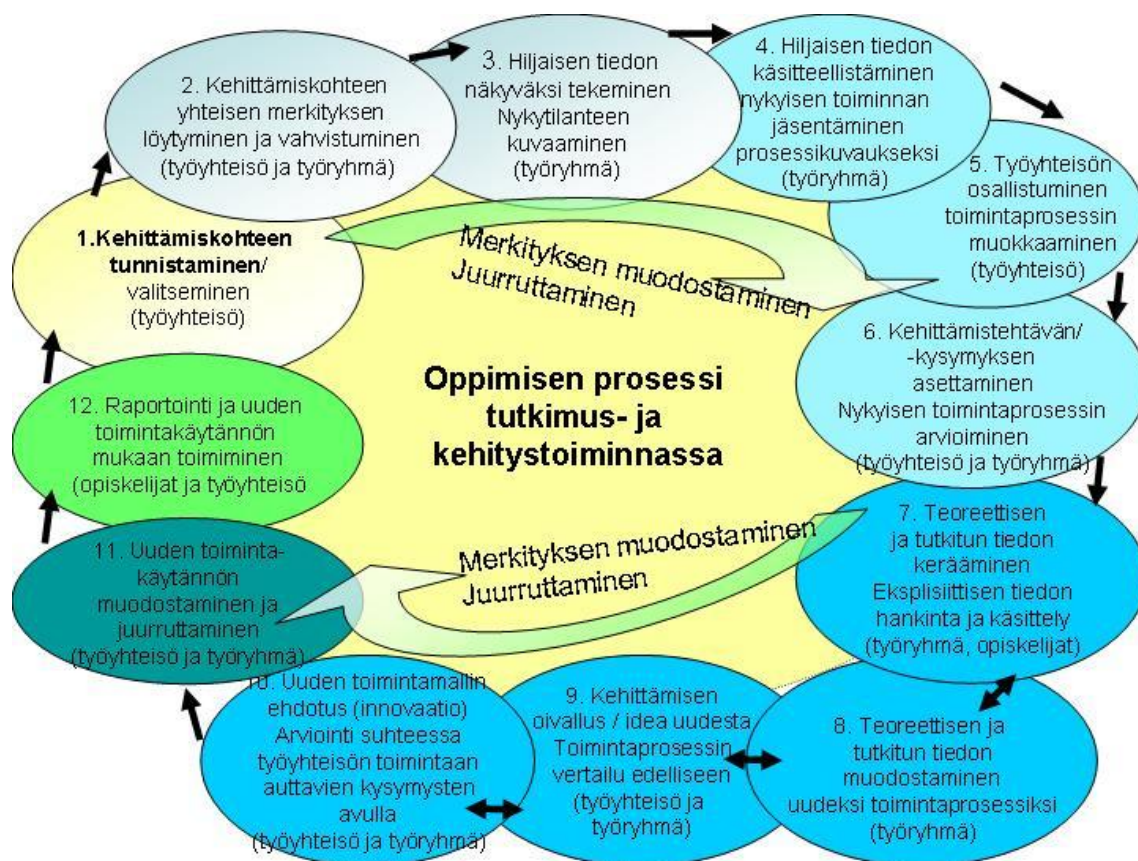 1.Kehittämiskohteen
tunnistaminen/
valitseminen
(työyhteisö)
2. Kehittämiskohteen
yhteisen merkityksen
löytyminen ja vahvistuminen
(työyhteisö ja työryhmä)
3. Hiljaisen tiedon
näkyväksi tekeminen
Nykytilanteen
kuvaaminen
(työryhmä)
4. Hiljaisen tiedon
käsitteellistäminen
nykyisen toiminnan
jäsentäminen
prosessikuvaukseksi
(työryhmä)
5. Työyhteisön
osallistuminen
toimintaprosessin
muokkaaminen
(työyhteisö)
6. Kehittämistehtävän/
-kysymyksen
asettaminen
Nykyisen toimintaprosessin
arvioiminen
(työyhteisö ja työryhmä)
7. Teoreettisen
ja tutkitun tiedon
kerääminen
Eksplisiittisen tiedon
hankinta ja käsittely
(työryhmä, opiskelijat)
8. Teoreettisen ja
tutkitun tiedon
muodostaminen
uudeksi toimintaprosessiksi
(työryhmä)
9. Kehittämisen
oivallus / idea uudesta
Toimintaprosessin
vertailu edelliseen
(työyhteisö ja
työryhmä)
10. Uuden toimintamallin
ehdotus (innovaatio)
Arviointi suhteessa
työyhteisön toimintaan
auttavien kysymysten
avulla
(työyhteisö ja työryhmä)
11. Uuden toiminta-
käytännön
muodostaminen ja
juurruttaminen
(työyhteisö ja työryhmä)
12. Raportointi ja uuden
toimintakäytännön
mukaan toimiminen
(opiskelijat ja työyhteisö
Merkityksen muodostaminen
Juurruttaminen
Oppimisen prosessi
tutkimus- ja
kehitystoiminnassa
Merkityksen muodostaminen
Juurruttaminen